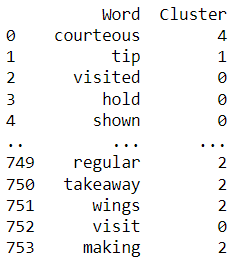 Word Cluster
0 courteous 4
1 tip 1
2 visited 0
3 hold 0
4 shown 0
.. ... ...
749 regular 2
750 takeaway 2
751 wings 2
752 visit 0
753 making 2